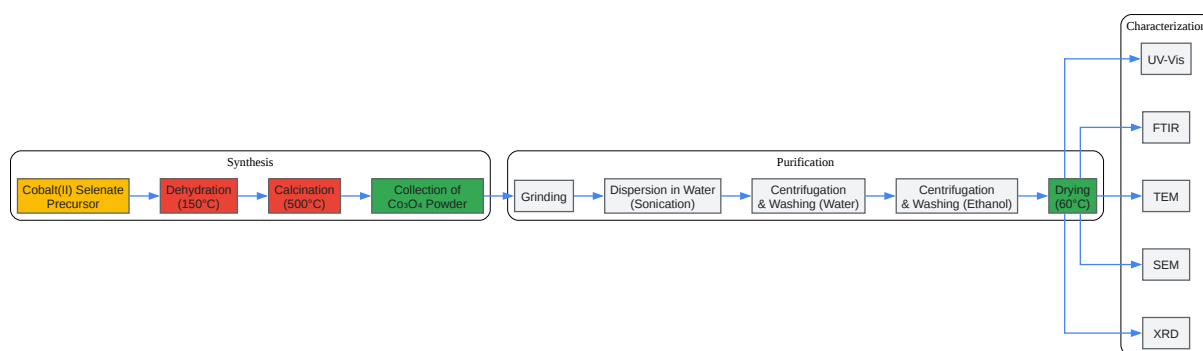 Characterization
UV-Vis
FTIR
Synthesis
Purification
Cobalt(II) Selenate
Precursor
Dehydration
(150°C)
Calcination
(500°C)
Collection of
Co₃O₄ Powder
Grinding
Dispersion in Water
(Sonication)
Centrifugation
& Washing (Water)
Centrifugation
& Washing (Ethanol)
Drying
(60°C)
TEM
SEM
XRD